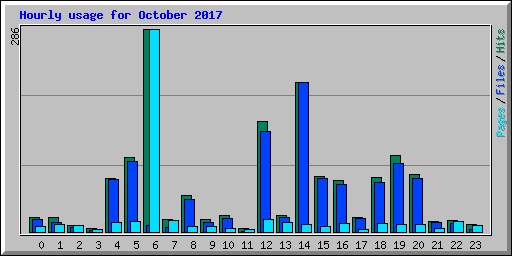 Hourly usage for October 2017
286
Pages/Files/Hits
0 1 2 3 4 5 6 7 8 9 10 11 12 13 14 15 16 17 18 19 20 21 22 23